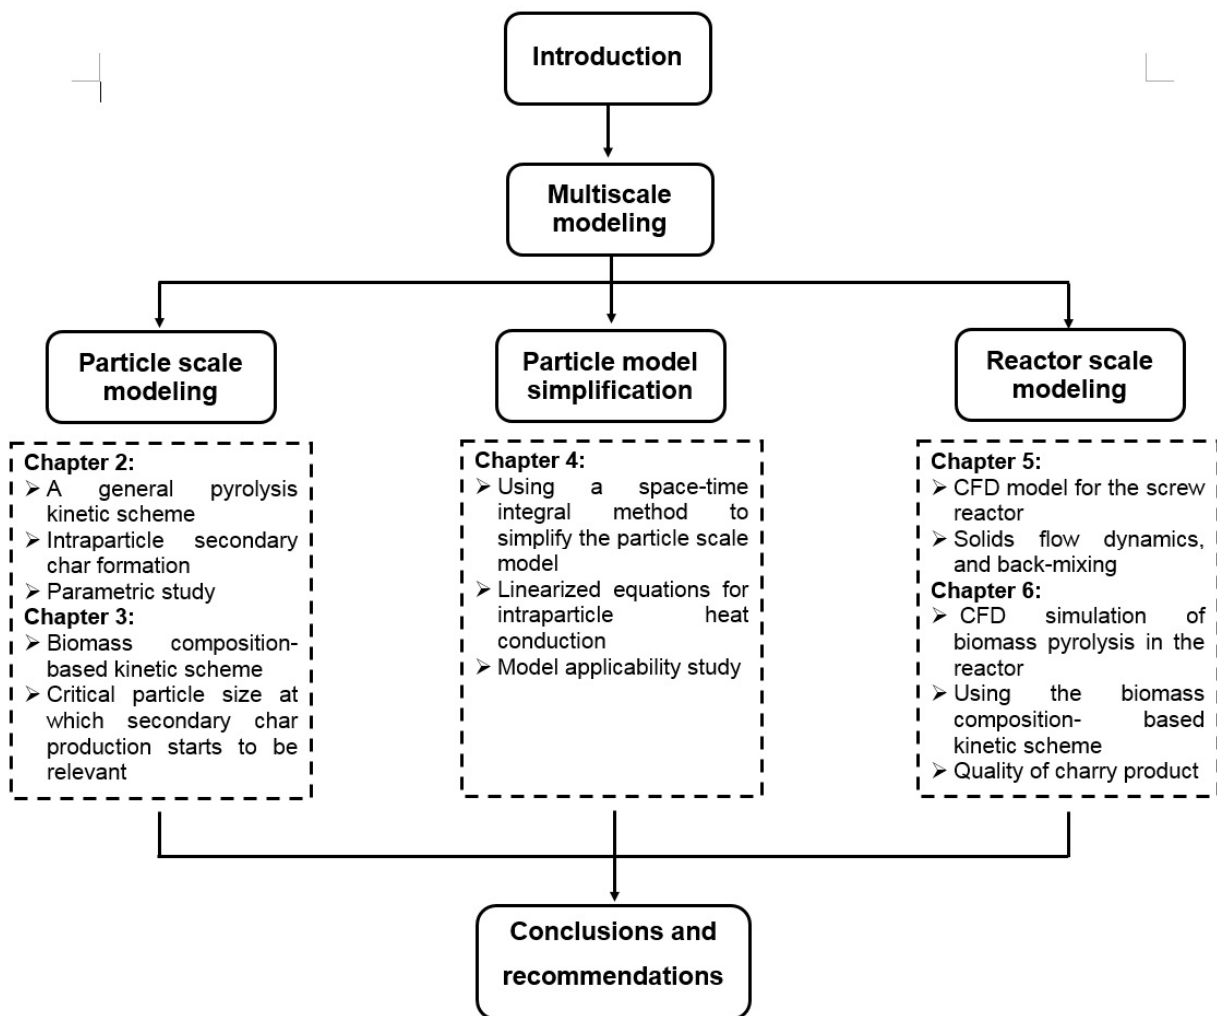 Introduction
Multiscale
modeling
Particle scale
modeling
Particle model
simplification
Reactor scale
modeling
Chapter 2:
➢ A general pyrolysis
kinetic scheme
➢ Intraparticle secondary
char formation
➢ Parametric study
Chapter 3:
➢ Biomass composition-
based kinetic scheme
➢ Critical particle size at
which secondary char
production starts to be
relevant
Chapter 4:
➢ Using a space-time
integral method to
simplify the particle scale
model
➢ Linearized equations for
intraparticle heat
conduction
➢ Model applicability study
Chapter 5:
➢ CFD model for the screw
reactor
➢ Solids flow dynamics,
and back-mixing
Chapter 6:
➢ CFD simulation of
biomass pyrolysis in the
reactor
➢ Using the biomass
composition- based
kinetic scheme
➢ Quality of charry product
Conclusions and
recommendations